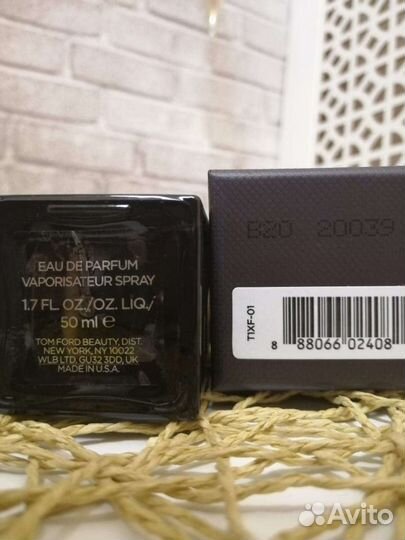 EAU DE PARFUM
VAPORISATEUR SPRAY
1.7 FL OZ./OZ. LIQ./
50 ml ℮
TOM FORD BEAUTY, DIST.
NEW YORK, NY 10022
WLB LTD. GU32 3DD, UK
MADE IN U.S.A.
B20 20039
T1XF-01
8 88066 02408
Avito